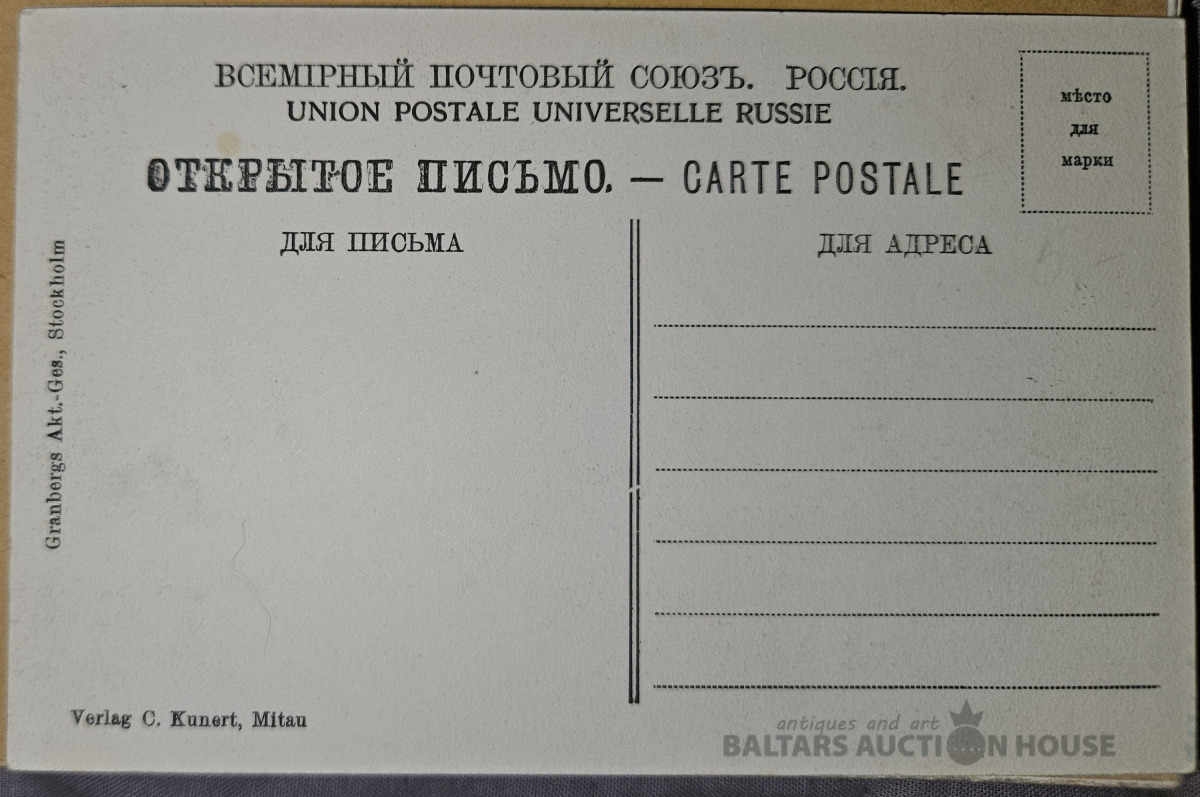 ВСЕМІРНЫЙ ПОЧТОВЫЙ СОЮЗЪ. РОССІЯ.
UNION POSTALE UNIVERSELLE RUSSIE
ОТКРЫТОЕ ПИСЬМО. — CARTE POSTALE
мѣсто
для
марки
ДЛЯ ПИСЬМА
ДЛЯ АДРЕСА
Granbergs Akt.-Ges., Stockholm
Verlag C. Kunert, Mitau
antiques and art
BALTARS AUCTION HOUSE